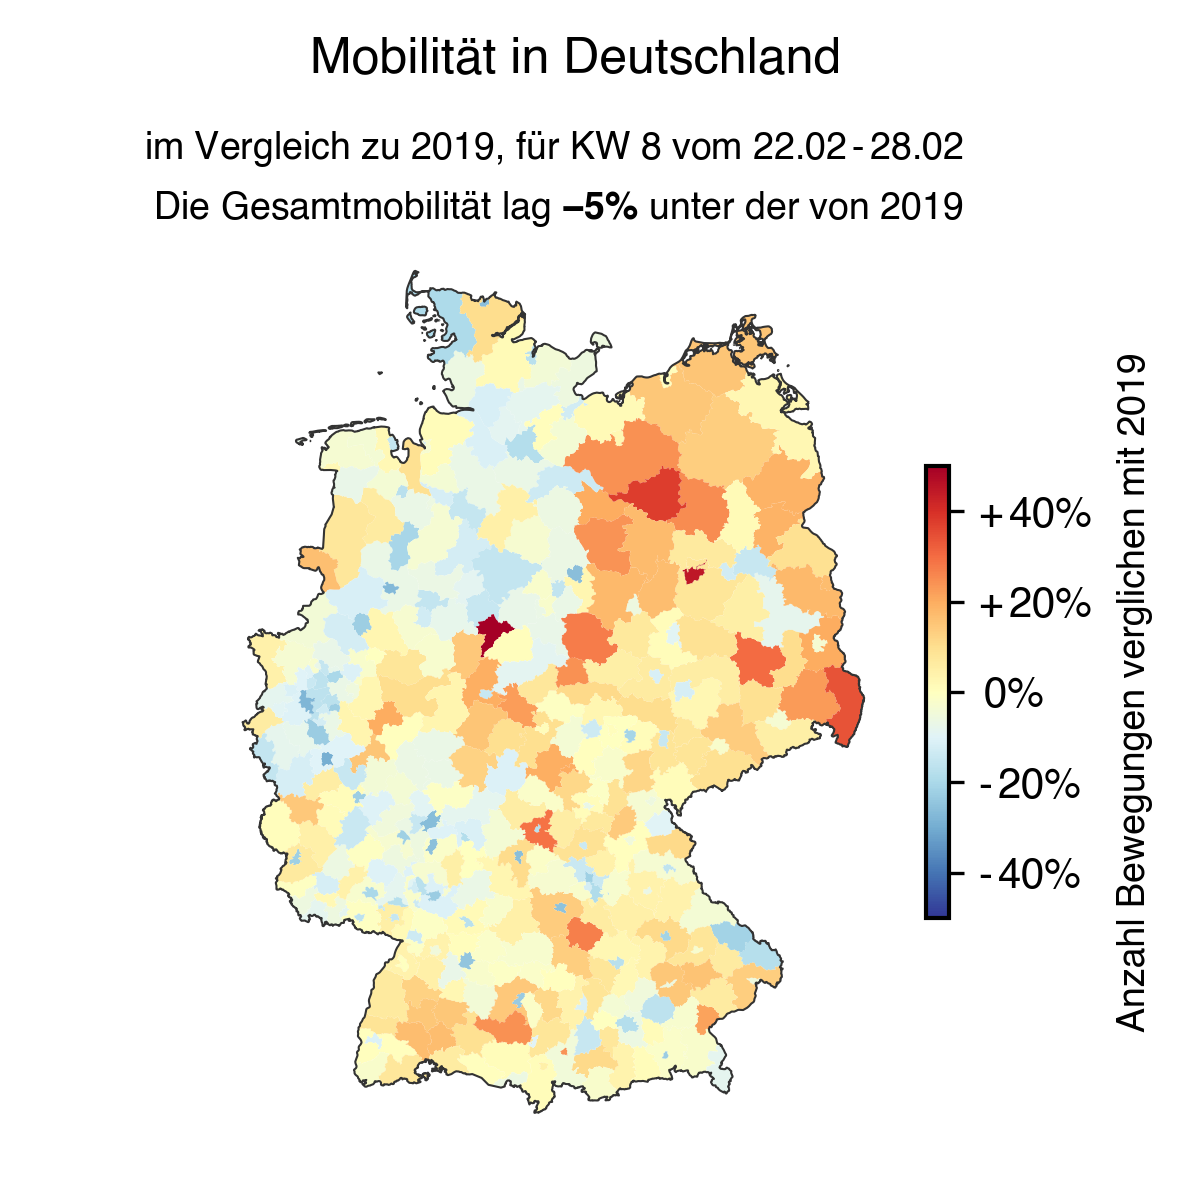 Mobilität in Deutschland
im Vergleich zu 2019, für KW 8 vom 22.02 - 28.02
Die Gesamtmobilität lag –5% unter der von 2019
+40%
+20%
0%
-20%
-40%
Anzahl Bewegungen verglichen mit 2019